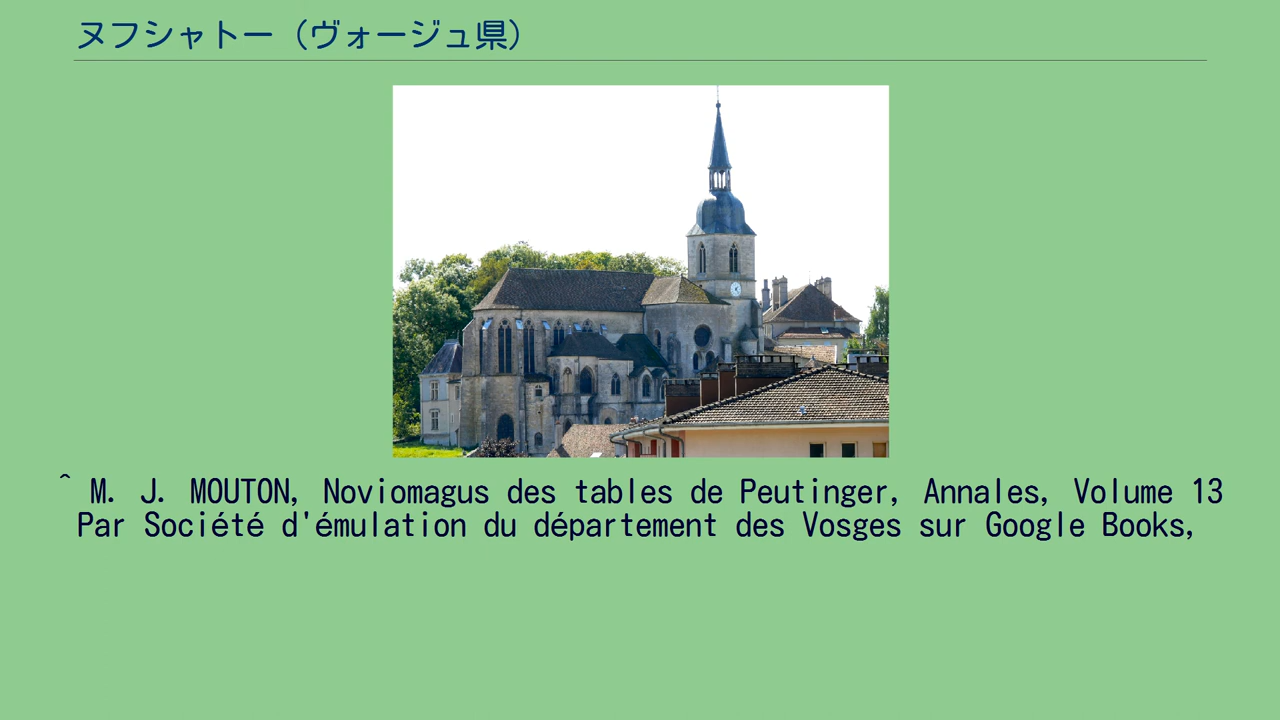 ヌフシャトー（ヴォージュ県）
^ M. J. MOUTON, Noviomagus des tables de Peutinger, Annales, Volume 13
Par Société d'émulation du département des Vosges sur Google Books,